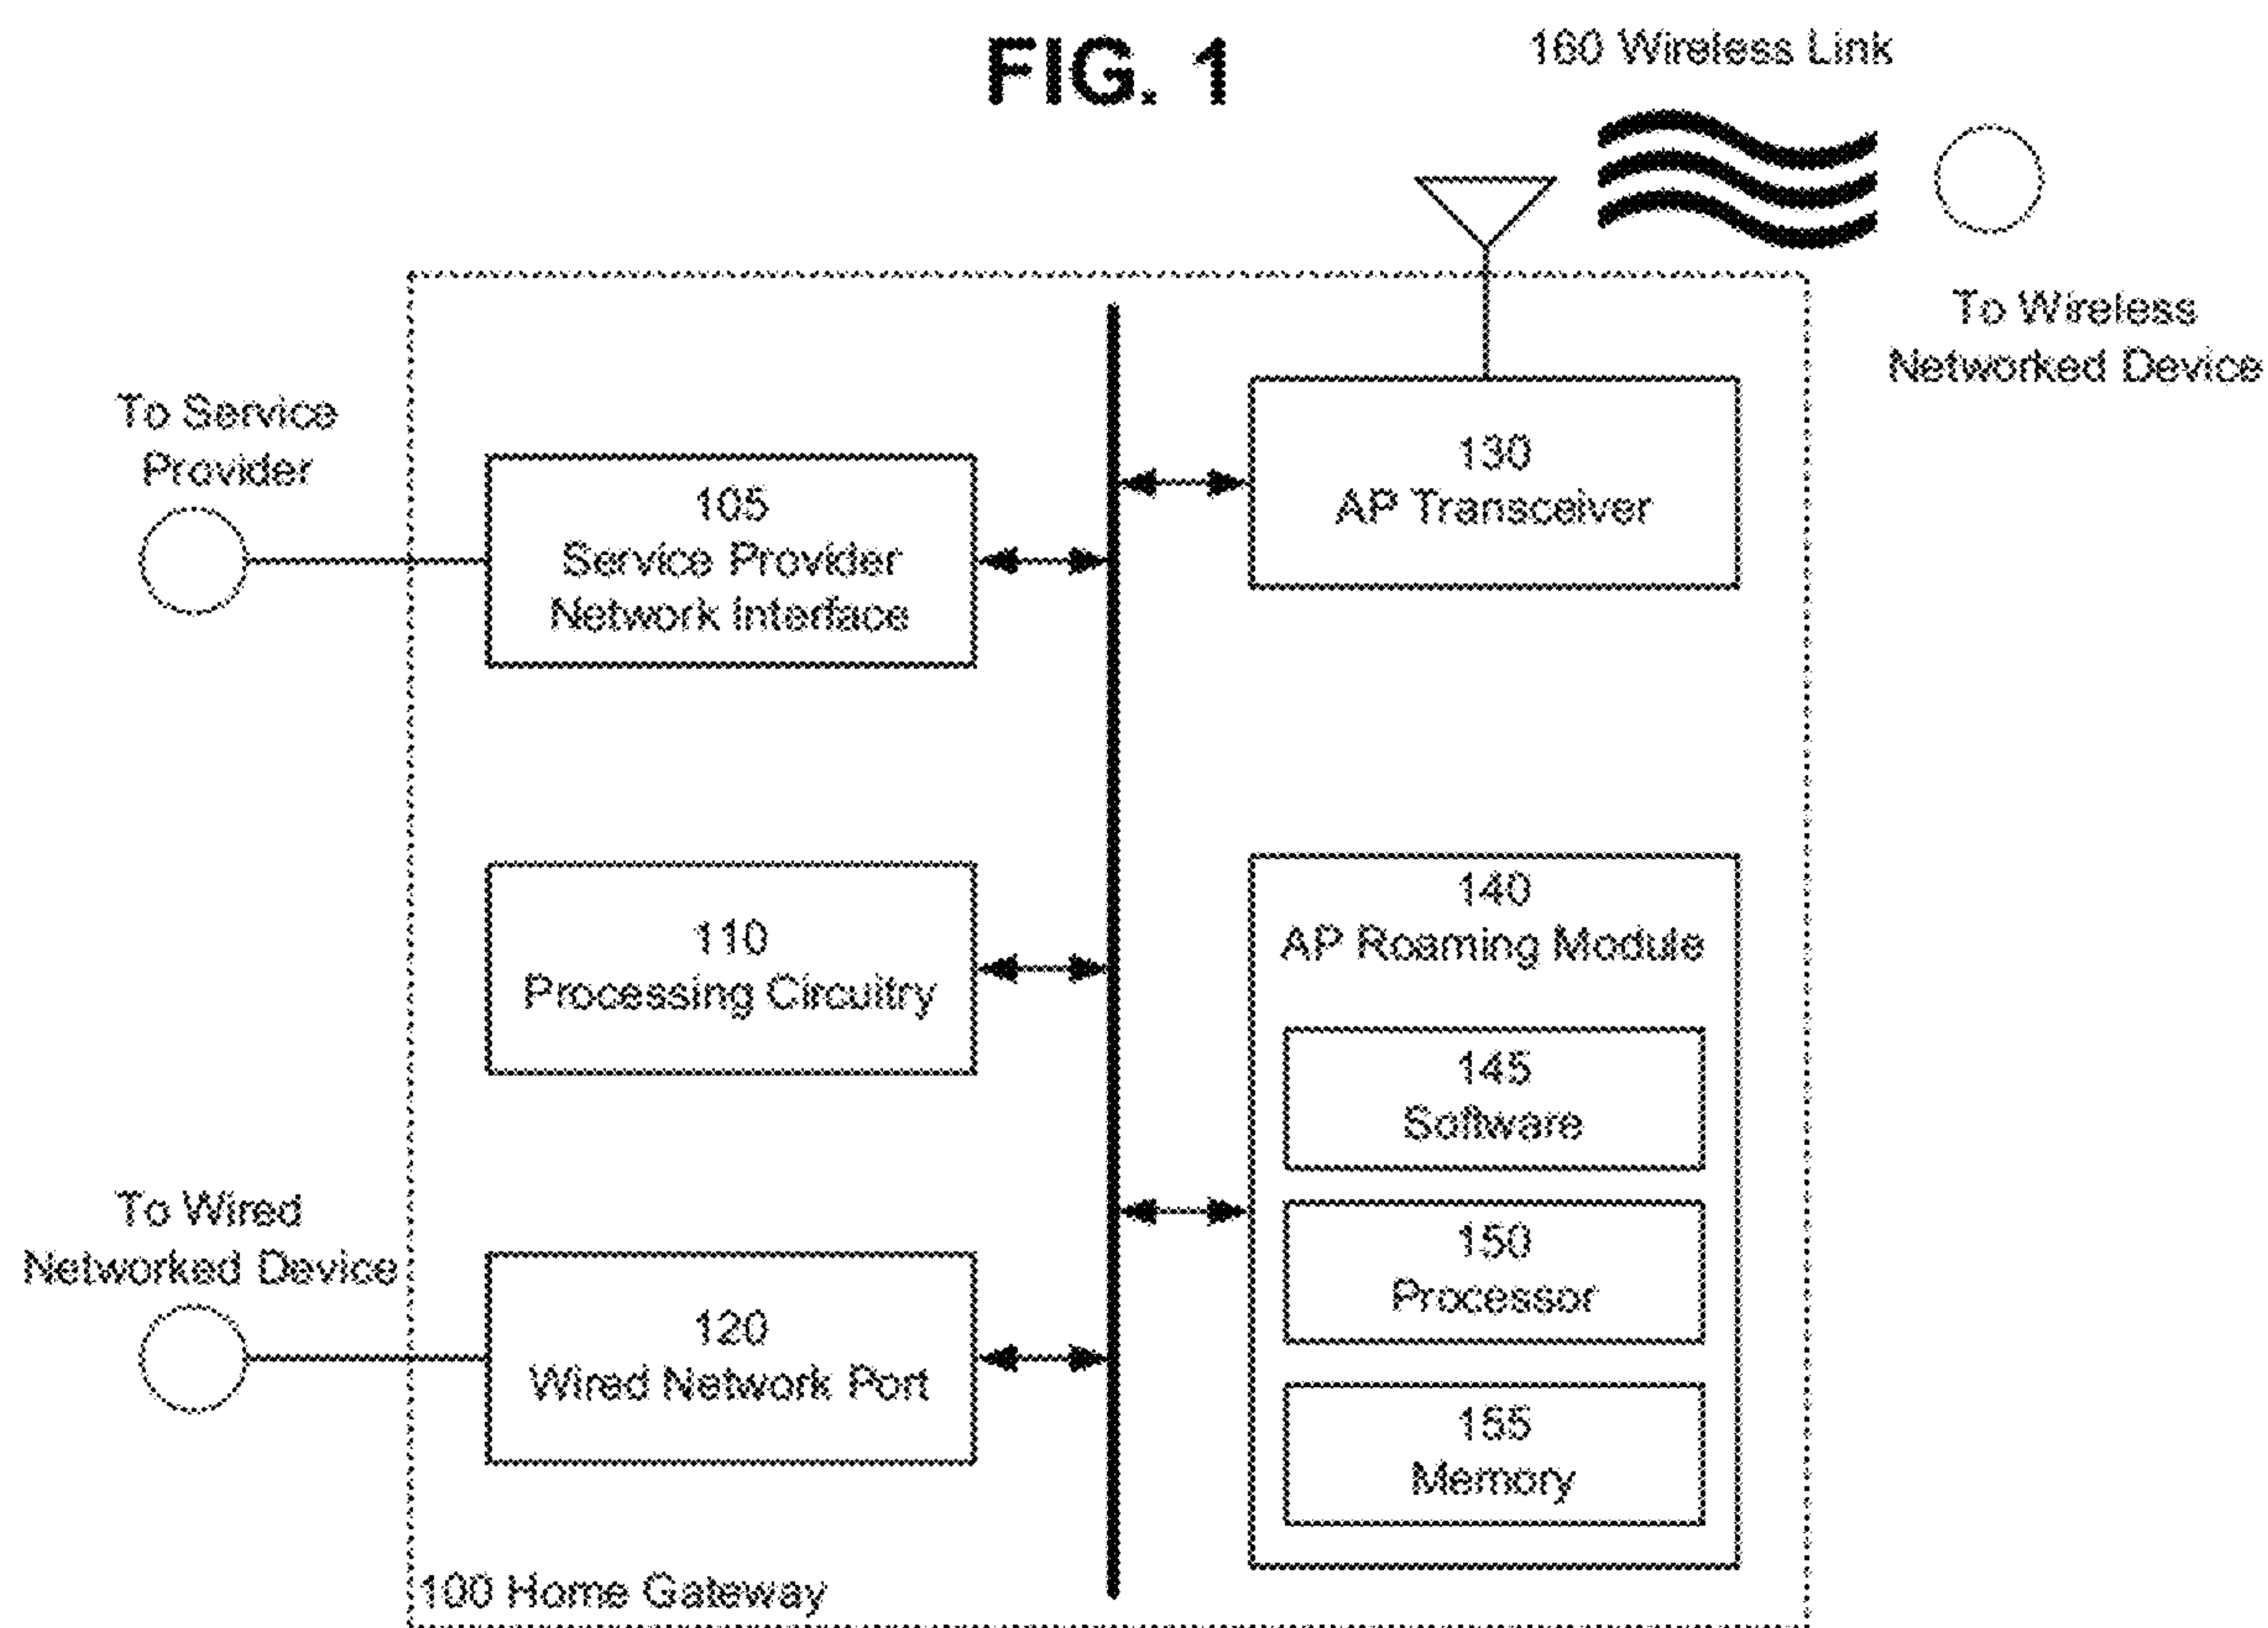 FIG. 1
160 Wireless Link
To Wireless
Networked Device
To Service
Provider
105
Service Provider
Network Interface
130
AP Transceiver
110
Processing Circuitry
140
AP Roaming Module
145
Software
150
Processor
155
Memory
To Wired
Networked Device
120
Wired Network Port
100 Home Gateway